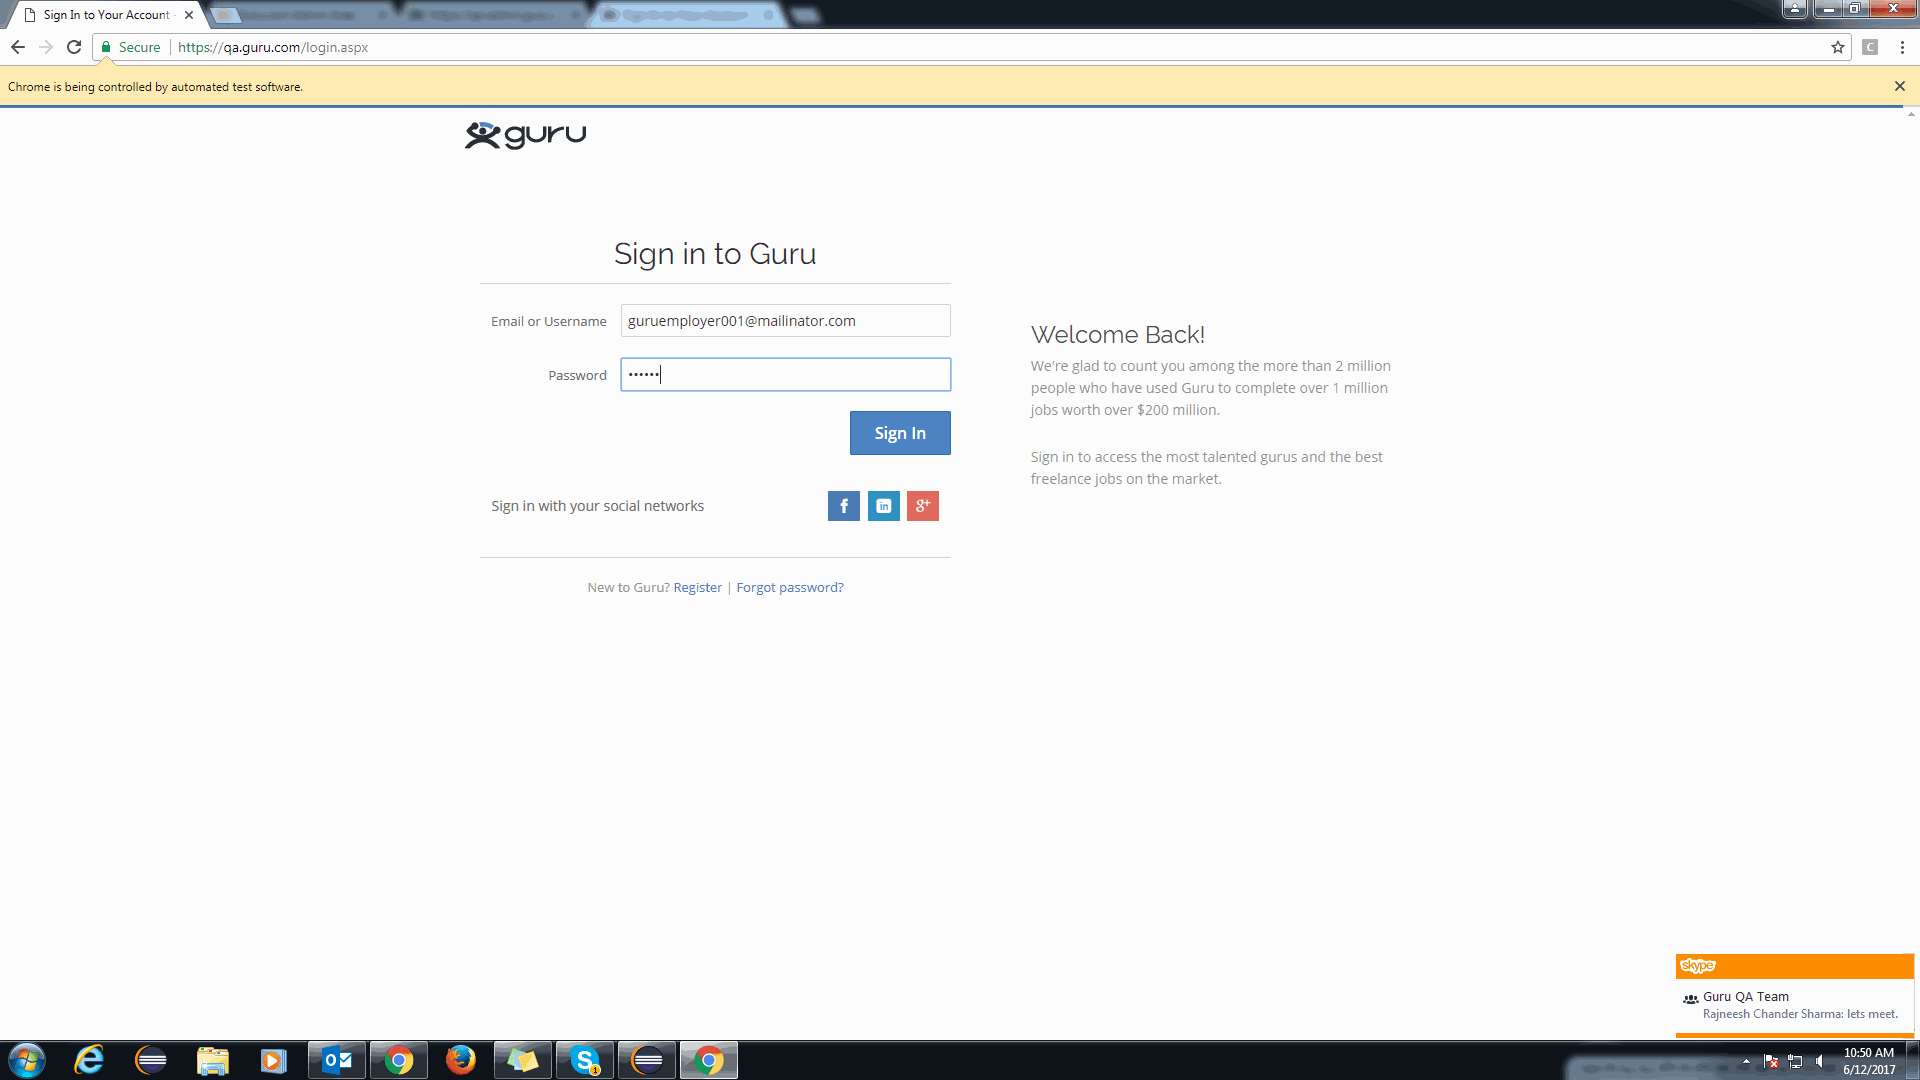 Sign In to Your Account
Secure
https://qa.guru.com/login.aspx
C
Chrome is being controlled by automated test software.
guru
Sign in to Guru
Email or Username
guruemployer001@mailinator.com
Password
Sign In
Sign in with your social networks
f
in
g+
New to Guru? Register | Forgot password?
Welcome Back!
We're glad to count you among the more than 2 million
people who have used Guru to complete over 1 million
jobs worth over $200 million.
Sign in to access the most talented gurus and the best
freelance jobs on the market.
skype
Guru QA Team
Rajneesh Chander Sharma: lets meet.
1
10:50 AM
6/12/2017